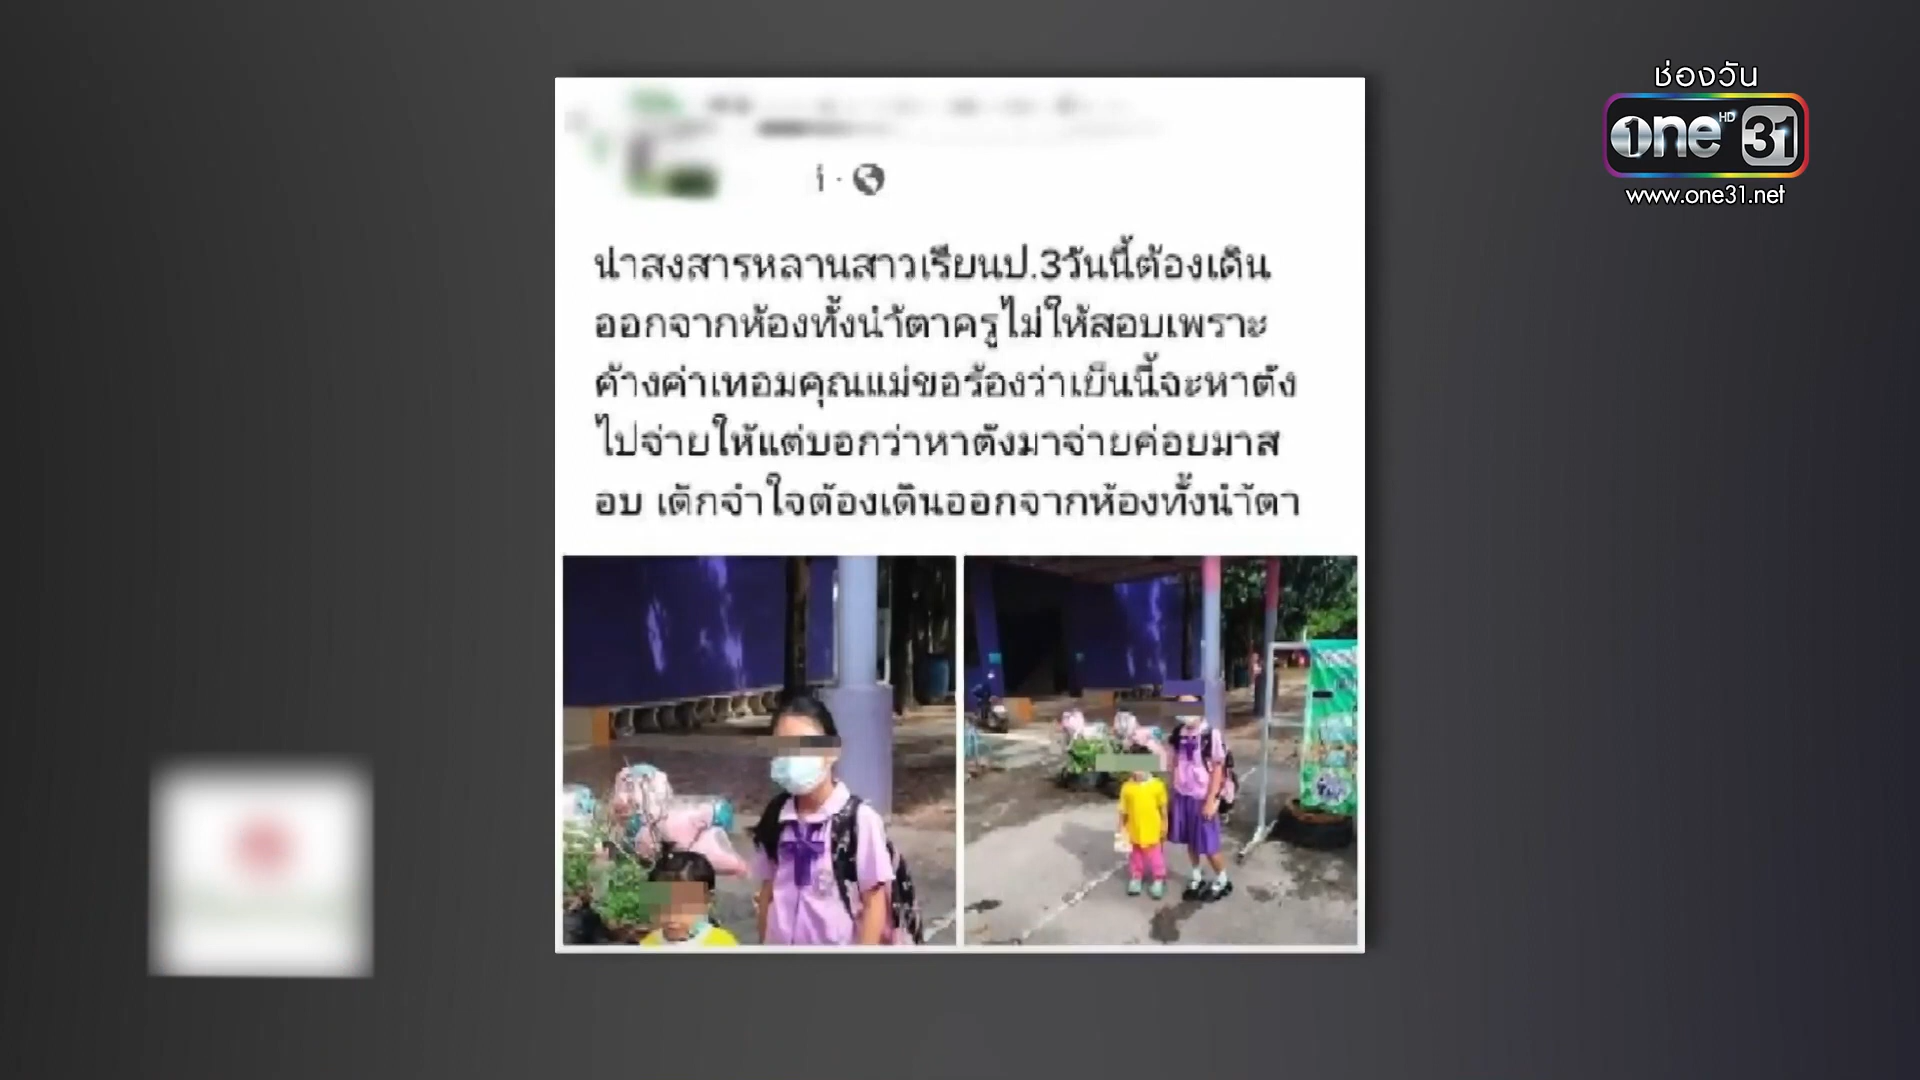 ช่องวัน
one HD 31
www.one31.net
น่าสงสารหลานสาวเรียนป.3วันนี้ต้องเดิน
ออกจากห้องทั้งนำ้ตาครูไม่ให้สอบเพราะ
ค้างค่าเทอมคุณแม่ขอร้องว่าเย็นนี้จะหาตัง
ไปจ่ายให้แต่บอกว่าหาตังมาจ่ายค่อยมาส
อบ เด็กจำใจต้องเดินออกจากห้องทั้งนำ้ตา